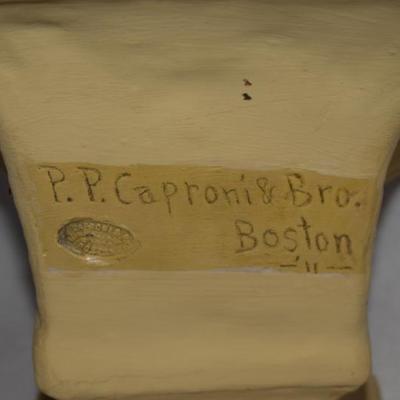 P. P. Caproni & Bro.
Boston